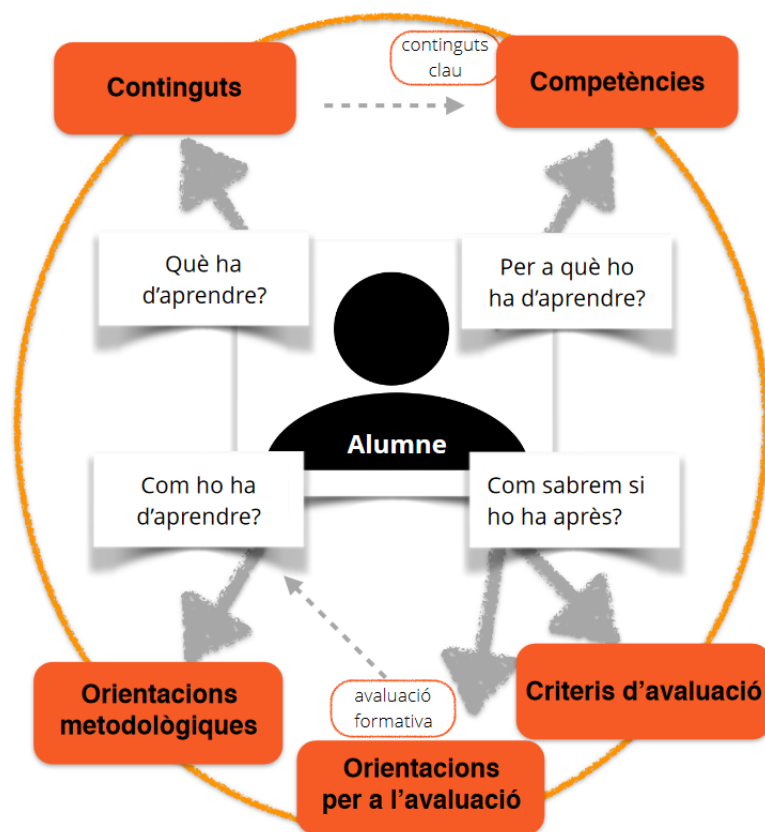 continguts
clau
Continguts
Competències
Què ha
d'aprendre?
Per a què ho
ha d'aprendre?
Alumne
Com ho ha
d'aprendre?
Com sabrem si
ho ha après?
Orientacions
metodològiques
avaluació
formativa
Criteris d'avaluació
Orientacions
per a l'avaluació